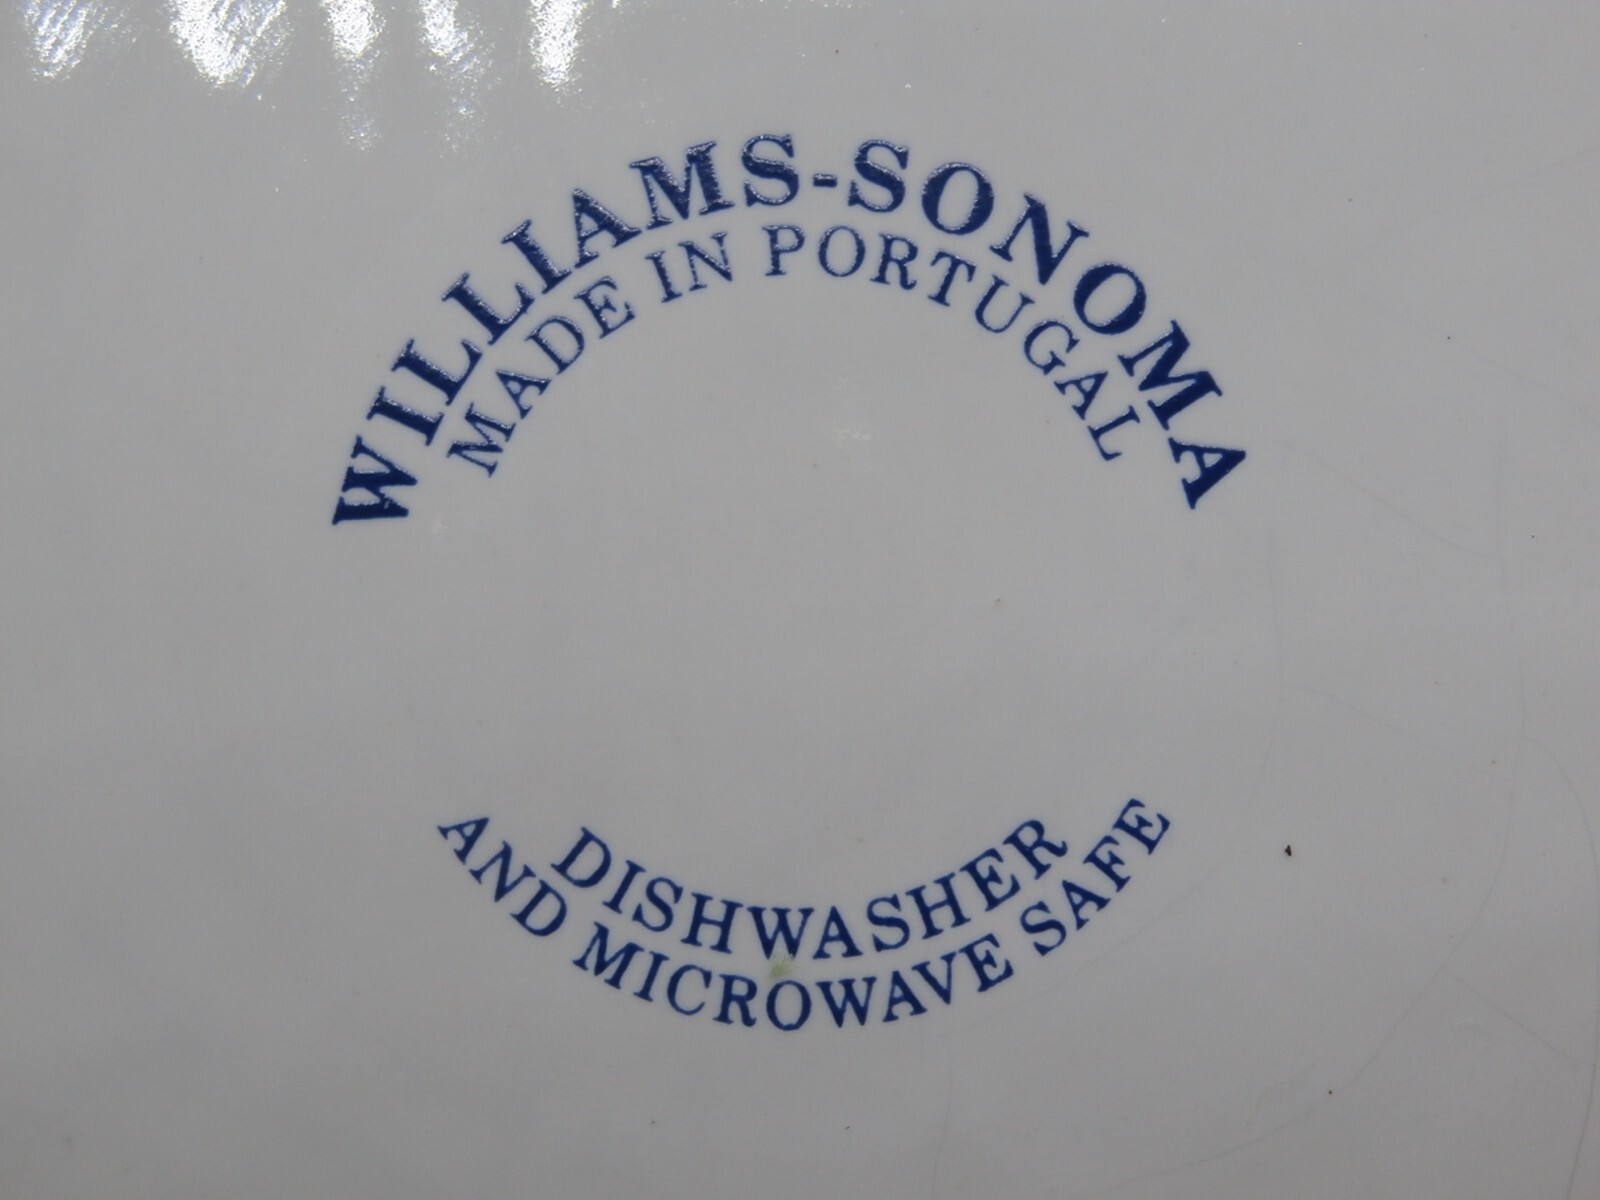 WILLIAMS-SONOMA
MADE IN PORTUGAL
DISHWASHER
AND MICROWAVE SAFE